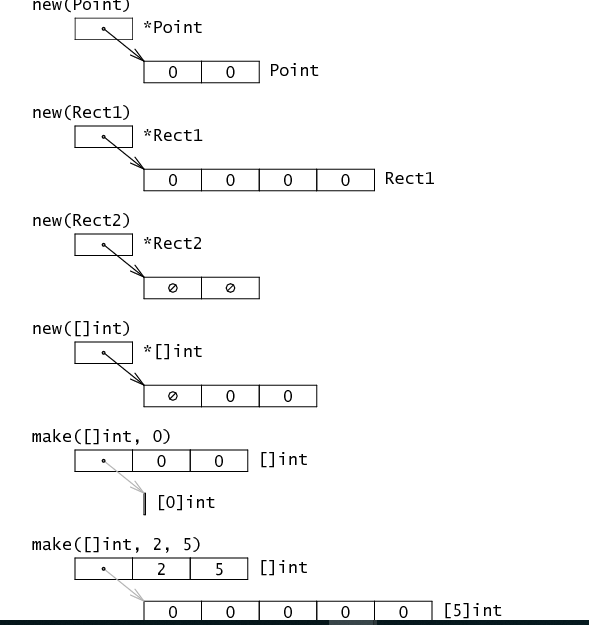 new(Point)
*Point
0 0 Point
new(Rect1)
*Rect1
0 0 0 0 Rect1
new(Rect2)
*Rect2
∅ ∅
new([]int)
*[]int
∅ 0 0
make([]int, 0)
0 0 []int
[0]int
make([]int, 2, 5)
2 5 []int
0 0 0 0 0 [5]int